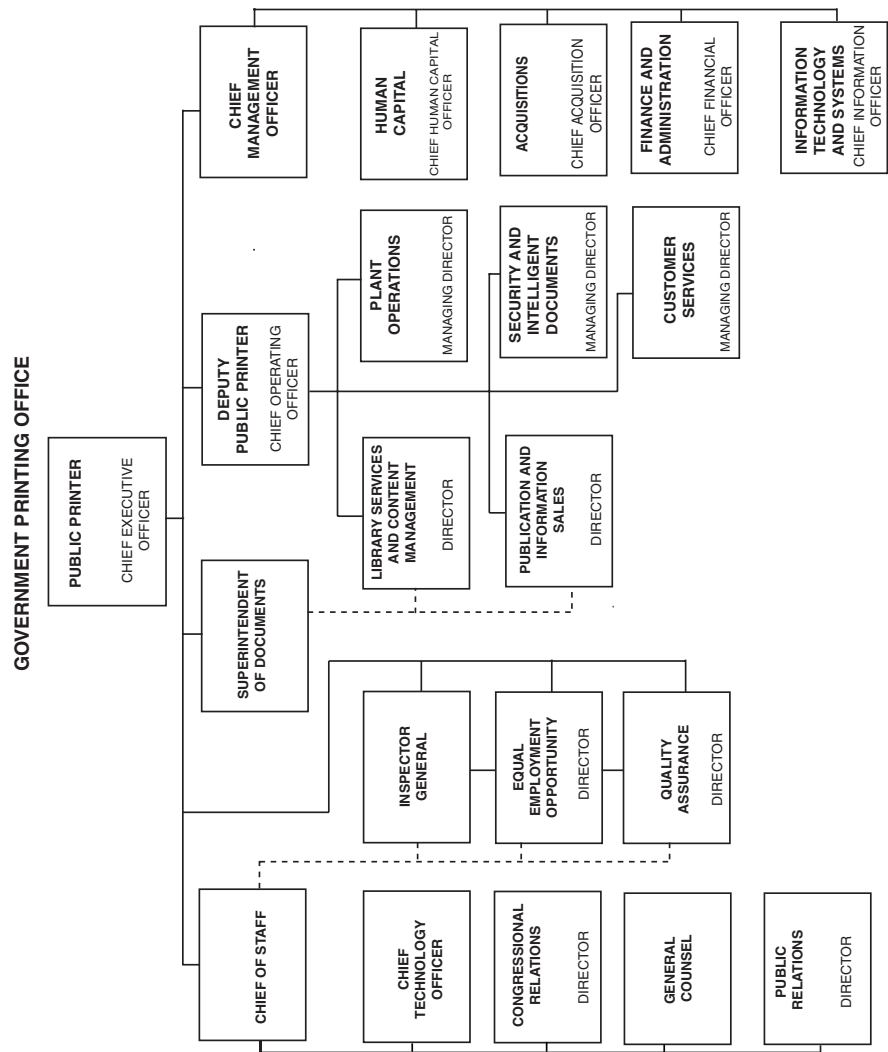 GOVERNMENT PRINTING OFFICE
PUBLIC PRINTER
CHIEF EXECUTIVE
OFFICER
CHIEF OF STAFF
SUPERINTENDENT
OF DOCUMENTS
DEPUTY
PUBLIC PRINTER
CHIEF OPERATING
OFFICER
CHIEF
MANAGEMENT
OFFICER
CHIEF
TECHNOLOGY
OFFICER
CONGRESSIONAL
RELATIONS
DIRECTOR
GENERAL
COUNSEL
PUBLIC
RELATIONS
DIRECTOR
INSPECTOR
GENERAL
EQUAL
EMPLOYMENT
OPPORTUNITY
DIRECTOR
QUALITY
ASSURANCE
DIRECTOR
LIBRARY SERVICES
AND CONTENT
MANAGEMENT
DIRECTOR
PUBLICATION AND
INFORMATION
SALES
DIRECTOR
PLANT
OPERATIONS
MANAGING DIRECTOR
SECURITY AND
INTELLIGENT
DOCUMENTS
MANAGING DIRECTOR
CUSTOMER
SERVICES
MANAGING DIRECTOR
HUMAN
CAPITAL
CHIEF HUMAN CAPITAL
OFFICER
ACQUISITIONS
CHIEF ACQUISITION
OFFICER
FINANCE AND
ADMINISTRATION
CHIEF FINANCIAL
OFFICER
INFORMATION
TECHNOLOGY
AND SYSTEMS
CHIEF INFORMATION
OFFICER